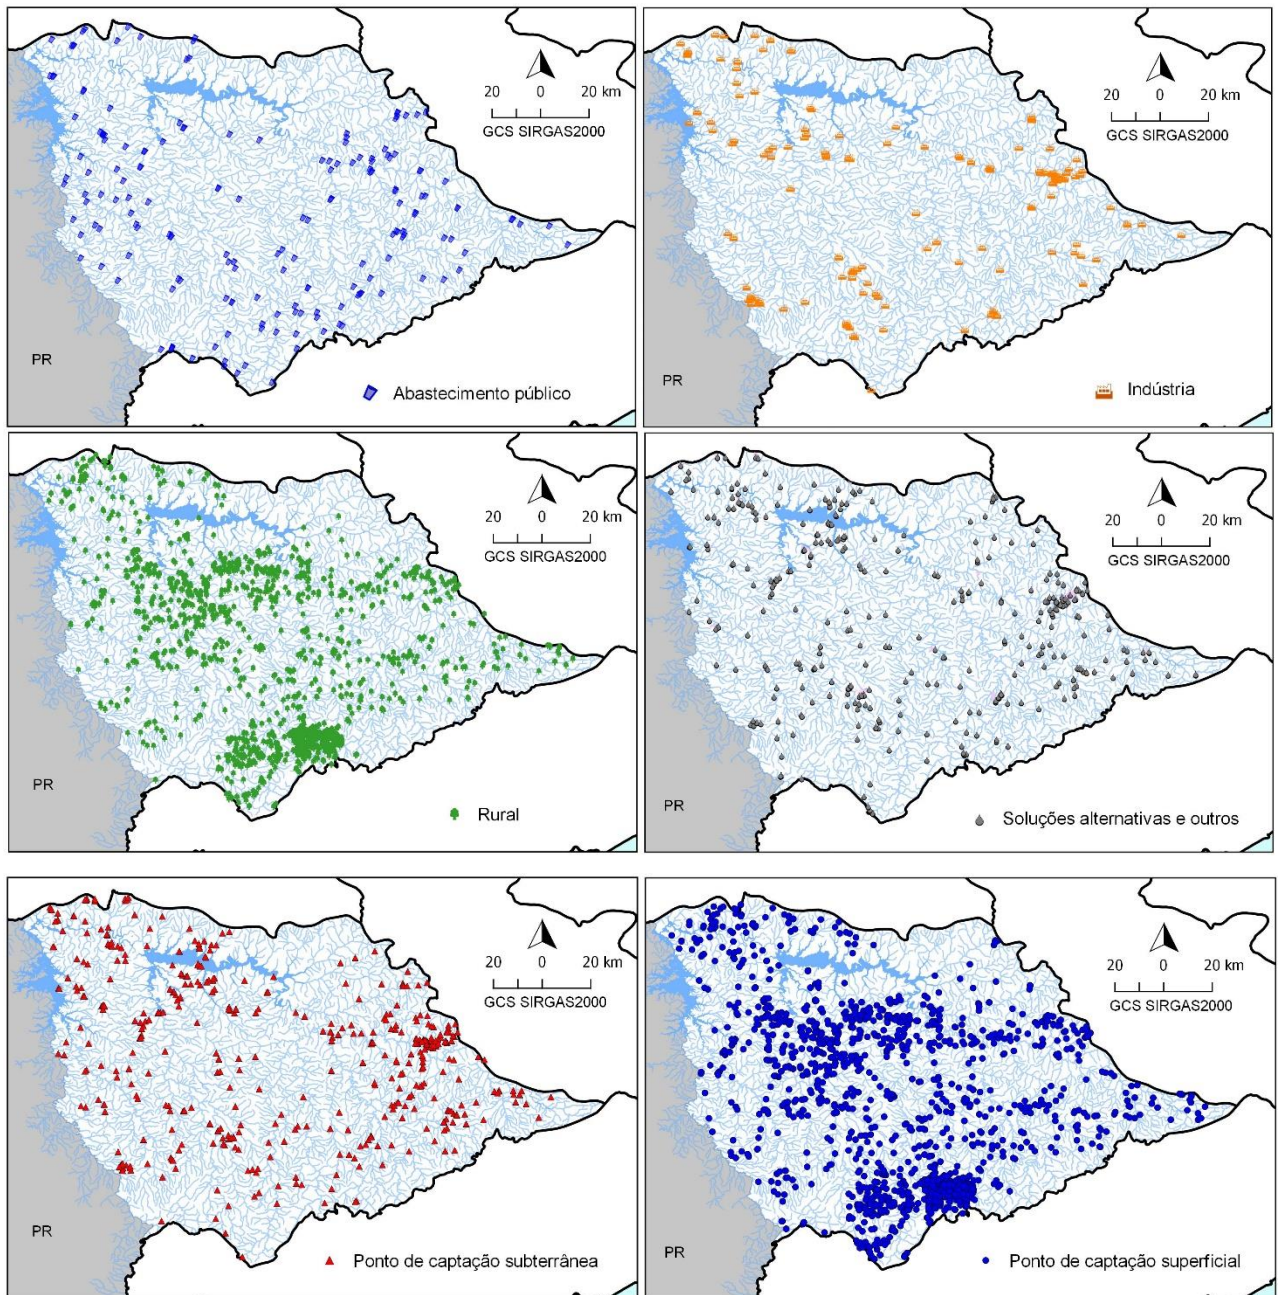 20 0 20 km
GCS SIRGAS2000
PR
Abastecimento público
20 0 20 km
GCS SIRGAS2000
PR
Indústria
20 0 20 km
GCS SIRGAS2000
PR
Rural
20 0 20 km
GCS SIRGAS2000
PR
Soluções alternativas e outros
20 0 20 km
GCS SIRGAS2000
PR
Ponto de captação subterrânea
20 0 20 km
GCS SIRGAS2000
PR
Ponto de captação superficial